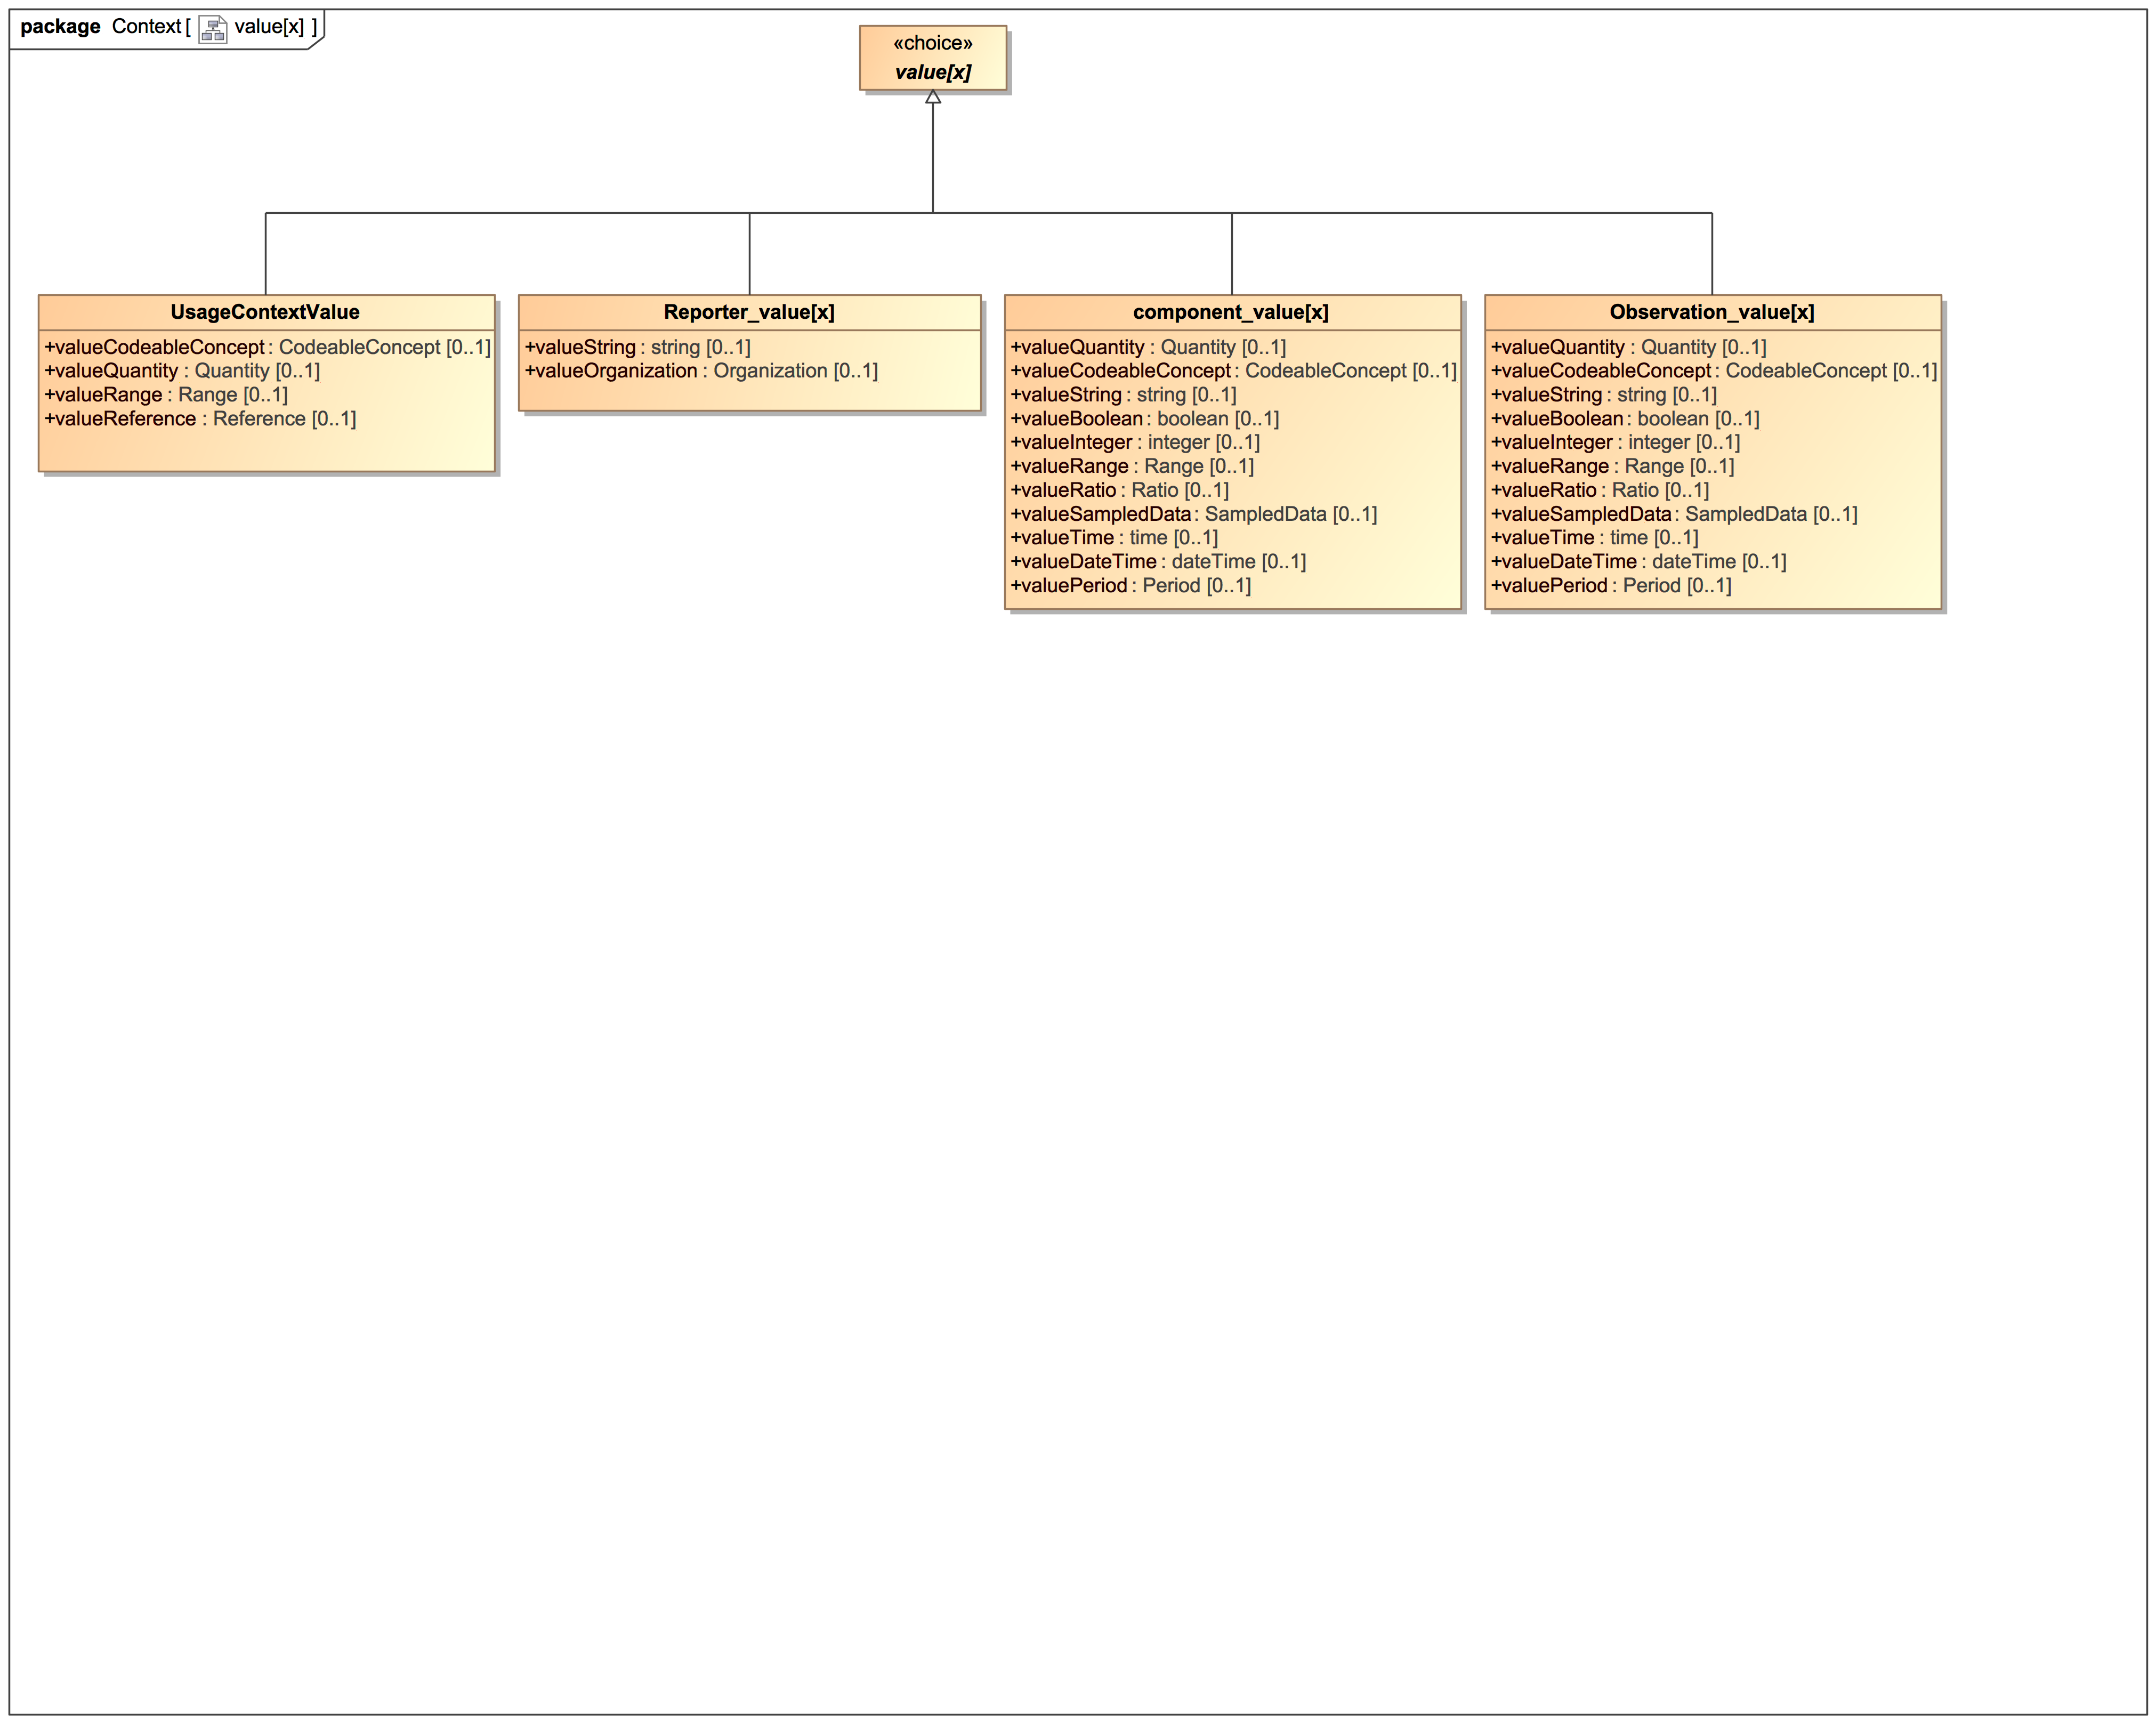 package Context [ value[x] ]
«choice»
value[x]
UsageContextValue
+valueCodeableConcept : CodeableConcept [0..1]
+valueQuantity : Quantity [0..1]
+valueRange : Range [0..1]
+valueReference : Reference [0..1]
Reporter_value[x]
+valueString : string [0..1]
+valueOrganization : Organization [0..1]
component_value[x]
+valueQuantity : Quantity [0..1]
+valueCodeableConcept : CodeableConcept [0..1]
+valueString : string [0..1]
+valueBoolean : boolean [0..1]
+valueInteger : integer [0..1]
+valueRange : Range [0..1]
+valueRatio : Ratio [0..1]
+valueSampledData : SampledData [0..1]
+valueTime : time [0..1]
+valueDateTime : dateTime [0..1]
+valuePeriod : Period [0..1]
Observation_value[x]
+valueQuantity : Quantity [0..1]
+valueCodeableConcept : CodeableConcept [0..1]
+valueString : string [0..1]
+valueBoolean : boolean [0..1]
+valueInteger : integer [0..1]
+valueRange : Range [0..1]
+valueRatio : Ratio [0..1]
+valueSampledData : SampledData [0..1]
+valueTime : time [0..1]
+valueDateTime : dateTime [0..1]
+valuePeriod : Period [0..1]